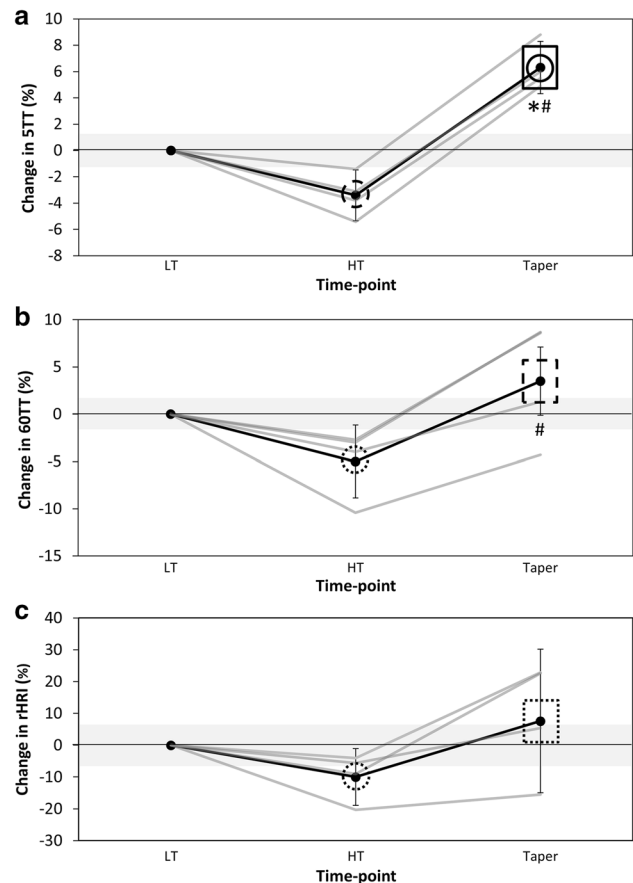 a
Change in 5TT (%)
10
8
6
4
2
0
-2
-4
-6
-8
*#
LT HT Taper
Time-point
b
Change in 60TT (%)
10
5
0
-5
-10
-15
#
LT HT Taper
Time-point
c
Change in rHRI (%)
40
30
20
10
0
-10
-20
-30
LT HT Taper
Time-point